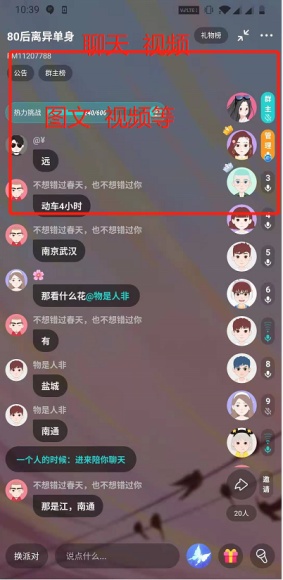 10:39
80后离异单身
礼物榜
聊天 视频
FM11207788
公告
群主榜
热力挑战
图文 视频等
群主
管理
@¥
远
3
不想错过春天，也不想错过你
动车4小时
4
不想错过春天，也不想错过你
南京武汉
5
🌸
那看什么花@物是人非
6
不想错过春天，也不想错过你
有
物是人非
8
盐城
物是人非
9
南通
一个人的时候：进来陪你聊天
不想错过春天，也不想错过你
邀请
那是江，南通
20人
换派对
说点什么...